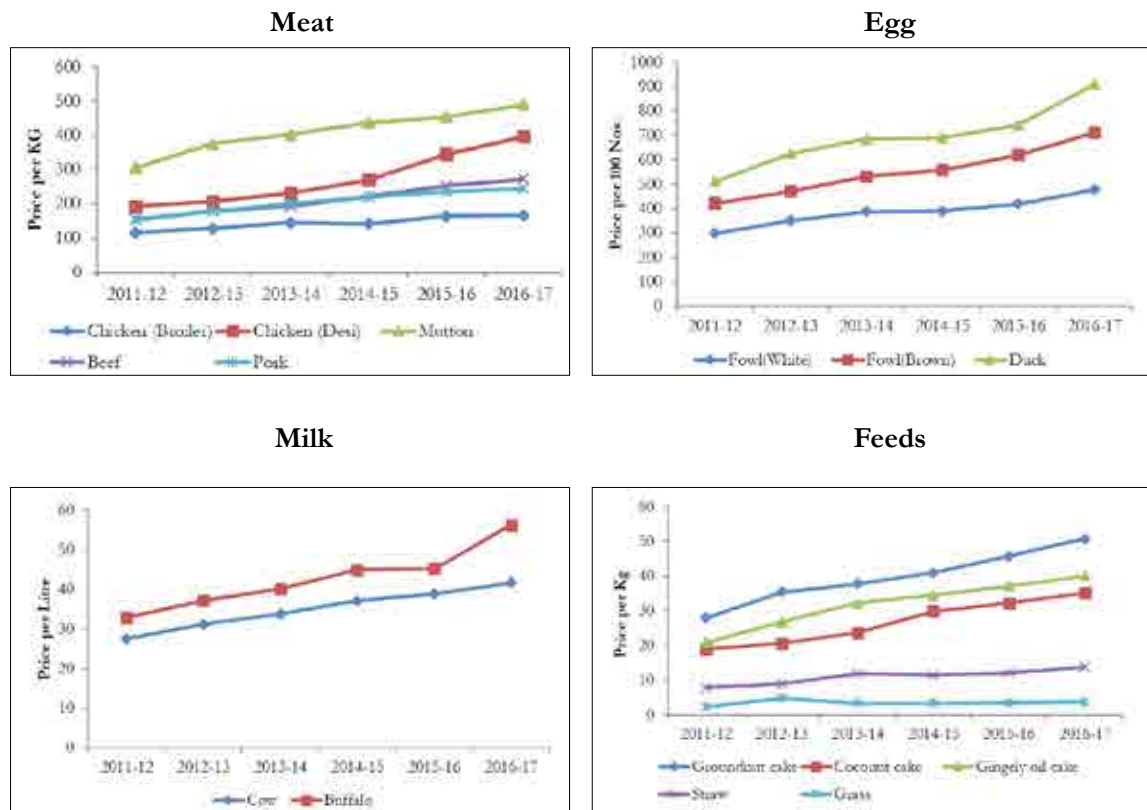 Meat
600
500
400
300
200
100
0
Price per KG
2011-12 2012-13 2013-14 2014-15 2015-16 2016-17
Chicken (Broiler) Chicken (Desi) Mutton
Beef Pork
Egg
1000
900
800
700
600
500
400
300
200
100
0
Price per 100 Nos.
2011-12 2012-13 2013-14 2014-15 2015-16 2016-17
Fowl(White) Fowl(Brown) Duck
Milk
60
50
40
30
20
10
0
Price per Litre
2011-12 2012-13 2013-14 2014-15 2015-16 2016-17
Cow Buffalo
Feeds
60
50
40
30
20
10
0
Price per Kg
2011-12 2012-13 2013-14 2014-15 2015-16 2016-17
Groundnut cake Coconut cake Gingely oil cake
Straw Grass